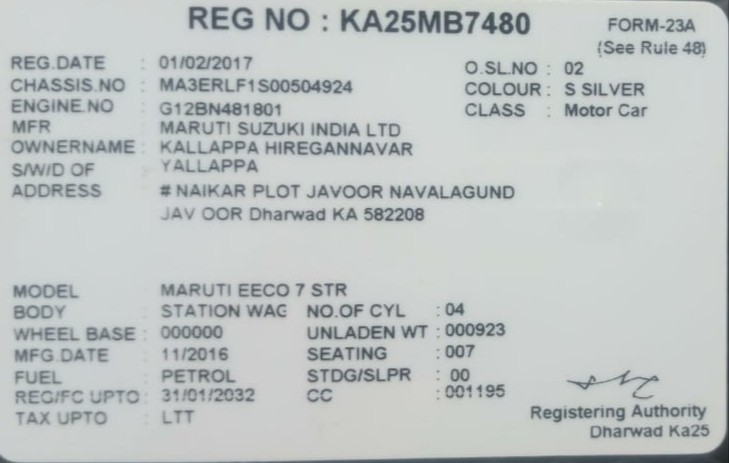 REG NO : KA25MB7480
FORM-23A
(See Rule 48)
REG.DATE : 01/02/2017
O.SL.NO : 02
CHASSIS.NO : MA3ERLF1S00504924
COLOUR : S SILVER
ENGINE.NO : G12BN481801
CLASS : Motor Car
MFR : MARUTI SUZUKI INDIA LTD
OWNERNAME : KALLAPPA HIREGANNAVAR
S/W/D OF : YALLAPPA
ADDRESS : # NAIKAR PLOT JAVOOR NAVALAGUND
JAV OOR Dharwad KA 582208
MODEL : MARUTI EECO 7 STR
BODY : STATION WAG NO.OF CYL : 04
WHEEL BASE : 000000 UNLADEN WT : 000923
MFG.DATE : 11/2016 SEATING : 007
FUEL : PETROL STDG/SLPR : 00
REG/FC UPTO : 31/01/2032 CC : 001195
TAX UPTO : LTT
Registering Authority
Dharwad Ka25